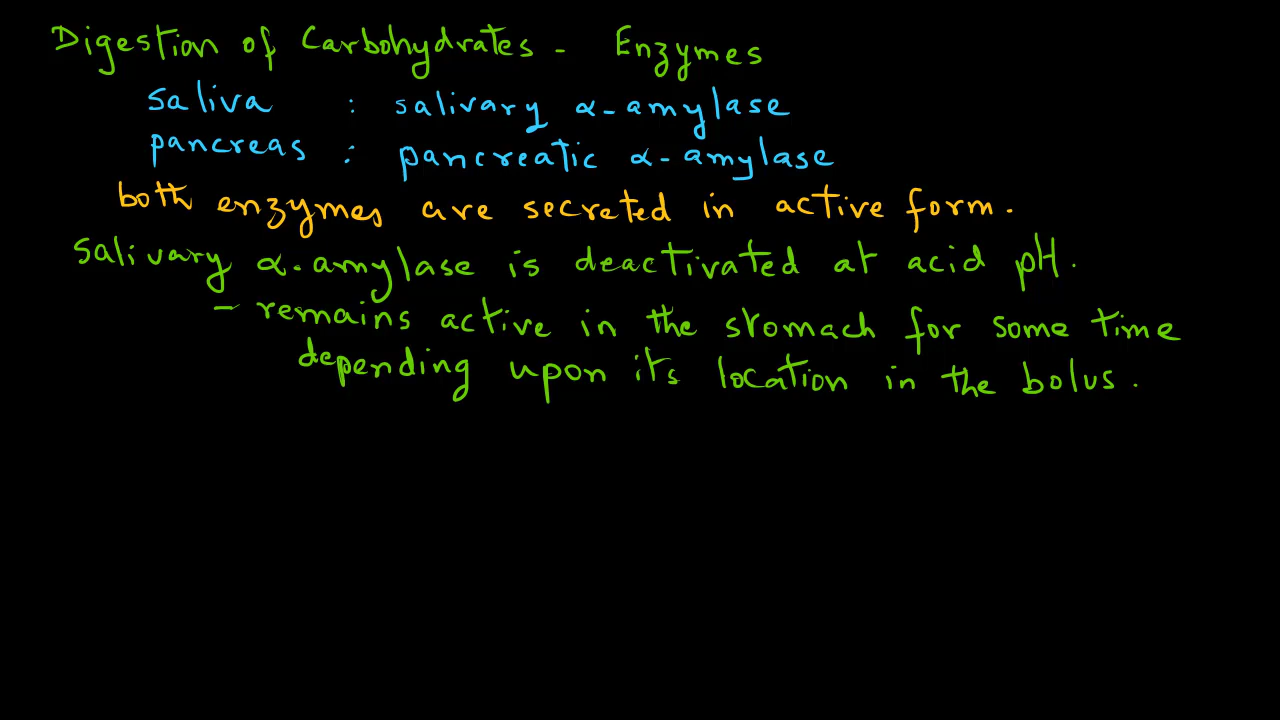 Digestion of Carbohydrates - Enzymes
saliva : salivary α-amylase
pancreas : pancreatic α-amylase
both enzymes are secreted in active form.
Salivary α-amylase is deactivated at acid pH.
- remains active in the stomach for some time
depending upon its location in the bolus.